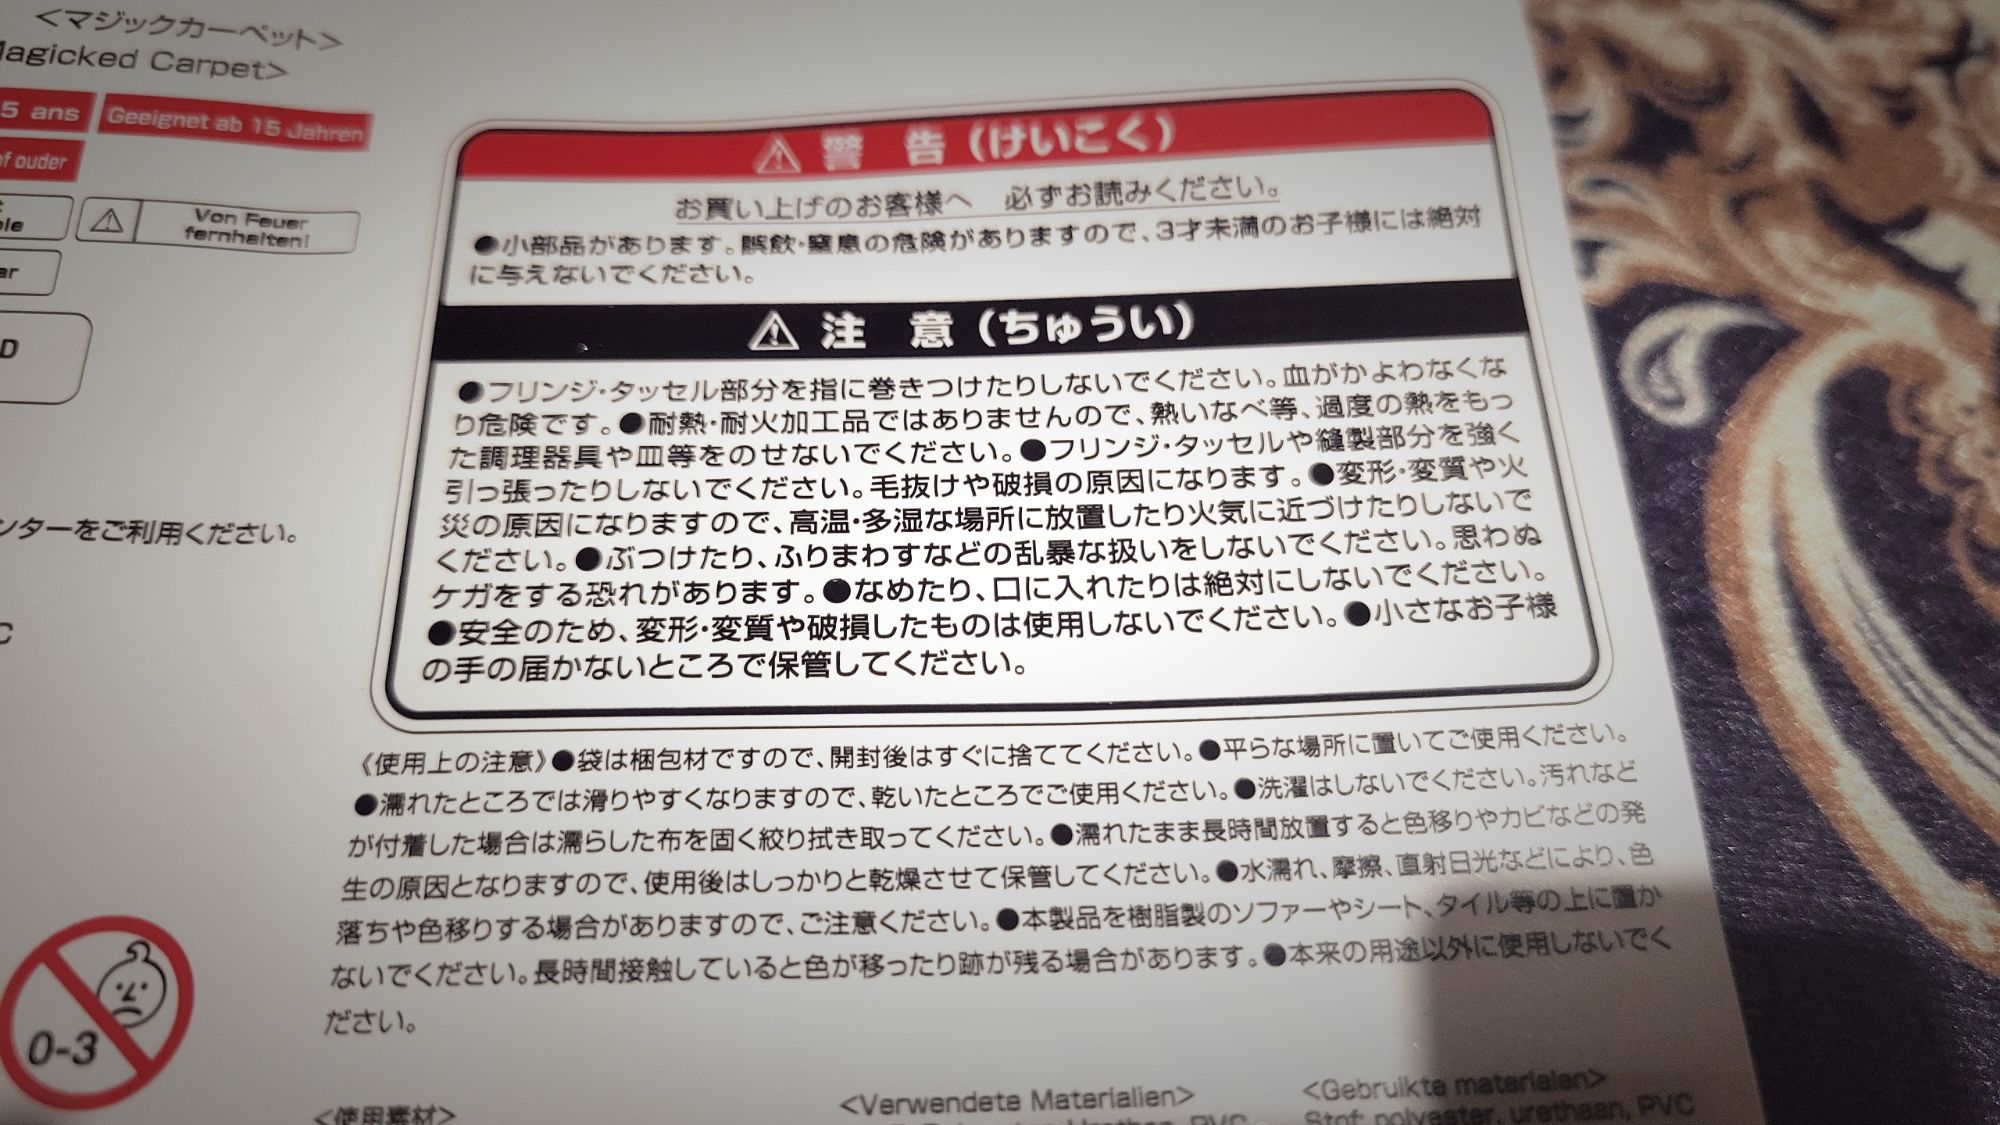 <マジックカーペット>
Magicked Carpet>
5 ans
Geeignet ab 15 Jahren
of ouder
Von Feuer
fernhalten!
D
ンターをご利用ください。
C
0-3
警 告 (けいこく)
お買い上げのお客様へ 必ずお読みください。
●小部品があります。誤飲・窒息の危険がありますので、3才未満のお子様には絶対
に与えないでください。
注 意 (ちゅうい)
●フリンジ・タッセル部分を指に巻きつけたりしないでください。血がかよわなくな
り危険です。●耐熱・耐火加工品ではありませんので、熱いなべ等、過度の熱をもっ
た調理器具や皿等をのせないでください。●フリンジ・タッセルや縫製部分を強く
引っ張ったりしないでください。毛抜けや破損の原因になります。●変形・変質や火
災の原因になりますので、高温・多湿な場所に放置したり火気に近づけたりしないで
ください。●ぶつけたり、ふりまわすなどの乱暴な扱いをしないでください。思わぬ
ケガをする恐れがあります。●なめたり、口に入れたりは絶対にしないでください。
●安全のため、変形・変質や破損したものは使用しないでください。●小さなお子様
の手の届かないところで保管してください。
《使用上の注意》●袋は梱包材ですので、開封後はすぐに捨ててください。●平らな場所に置いてご使用ください。
●濡れたところでは滑りやすくなりますので、乾いたところでご使用ください。●洗濯はしないでください。汚れなど
が付着した場合は濡らした布を固く絞り拭き取ってください。●濡れたまま長時間放置すると色移りやカビなどの発
生の原因となりますので、使用後はしっかりと乾燥させて保管してください。●水濡れ、摩擦、直射日光などにより、色
落ちや色移りする場合がありますので、ご注意ください。●本製品を樹脂製のソファーやシート、タイル等の上に置か
ないでください。長時間接触していると色が移ったり跡が残る場合があります。●本来の用途以外に使用しないでく
ださい。
<使用素材>
<Verwendete Materialien>
<Gebruikte materialen>
Stof: polyester, urethaan, PVC